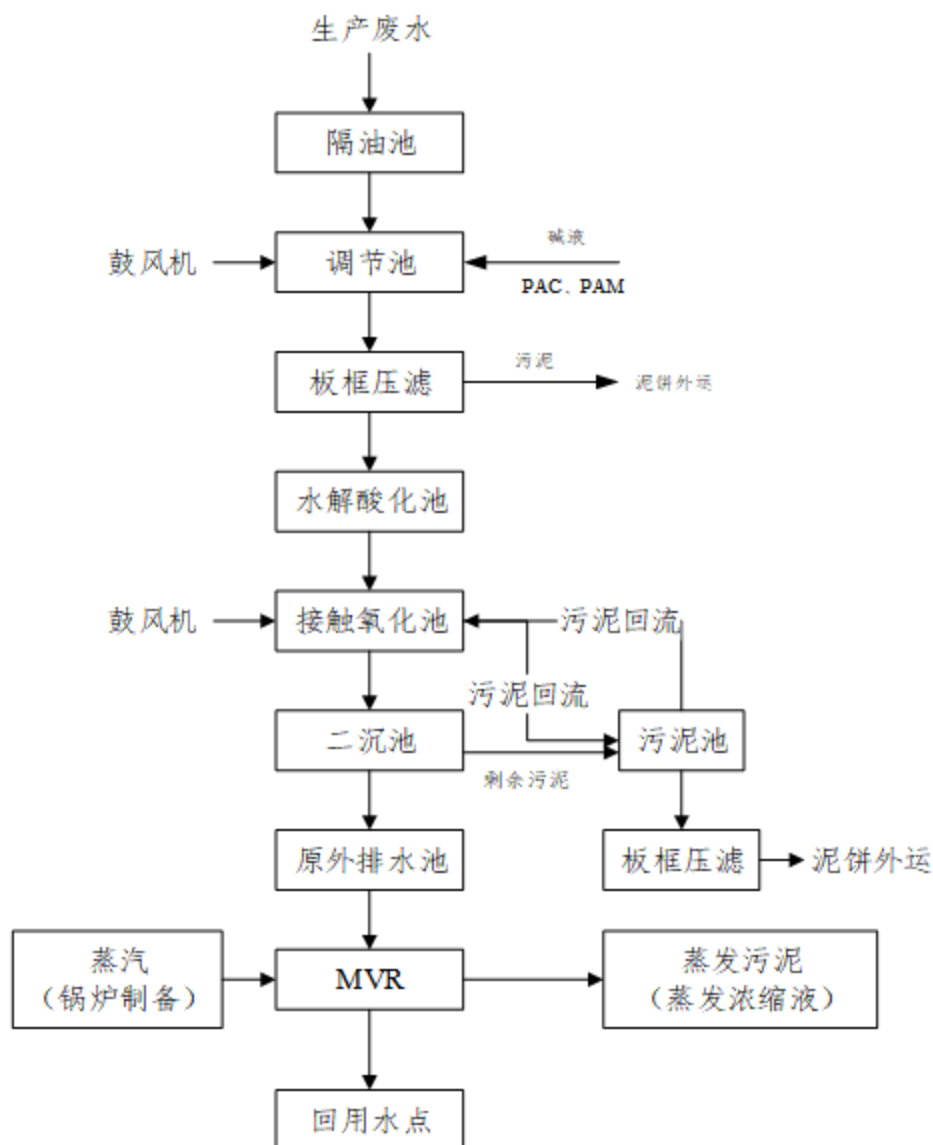 生产废水
隔油池
鼓风机
调节池
碱液
PAC、PAM
板框压滤
污泥
泥饼外运
水解酸化池
鼓风机
接触氧化池
污泥回流
污泥回流
二沉池
污泥池
剩余污泥
原外排水池
板框压滤
泥饼外运
蒸汽
（锅炉制备）
MVR
蒸发污泥
（蒸发浓缩液）
回用水点